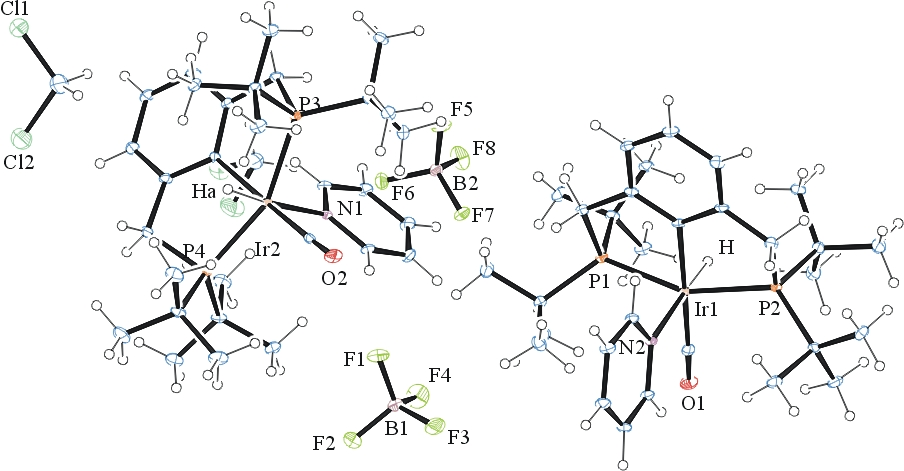 Cl1
P3
F5
F8
Cl2
F6
B2
Ha
N1
F7
P4
Ir2
H
O2
P1
Ir1
P2
N2
F1
F4
O1
B1
F3
F2